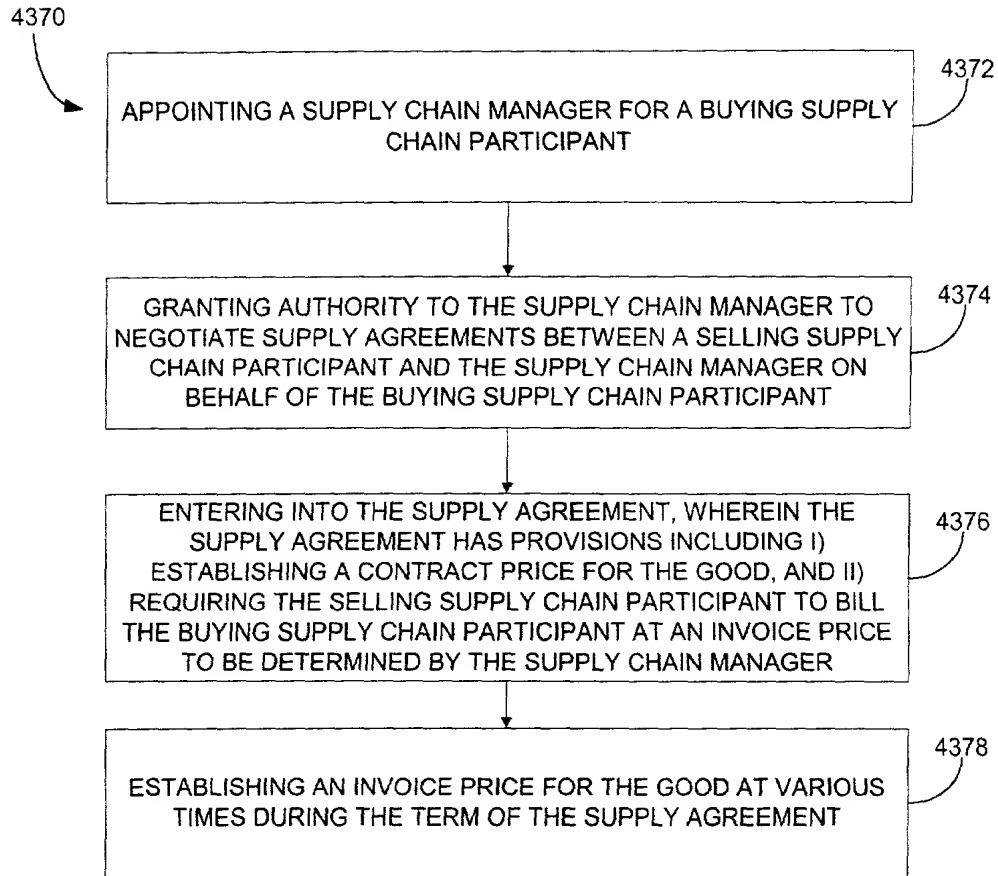 4370
4372
APPOINTING A SUPPLY CHAIN MANAGER FOR A BUYING SUPPLY
CHAIN PARTICIPANT
4374
GRANTING AUTHORITY TO THE SUPPLY CHAIN MANAGER TO
NEGOTIATE SUPPLY AGREEMENTS BETWEEN A SELLING SUPPLY
CHAIN PARTICIPANT AND THE SUPPLY CHAIN MANAGER ON
BEHALF OF THE BUYING SUPPLY CHAIN PARTICIPANT
4376
ENTERING INTO THE SUPPLY AGREEMENT, WHEREIN THE
SUPPLY AGREEMENT HAS PROVISIONS INCLUDING I)
ESTABLISHING A CONTRACT PRICE FOR THE GOOD, AND II)
REQUIRING THE SELLING SUPPLY CHAIN PARTICIPANT TO BILL
THE BUYING SUPPLY CHAIN PARTICIPANT AT AN INVOICE PRICE
TO BE DETERMINED BY THE SUPPLY CHAIN MANAGER
4378
ESTABLISHING AN INVOICE PRICE FOR THE GOOD AT VARIOUS
TIMES DURING THE TERM OF THE SUPPLY AGREEMENT